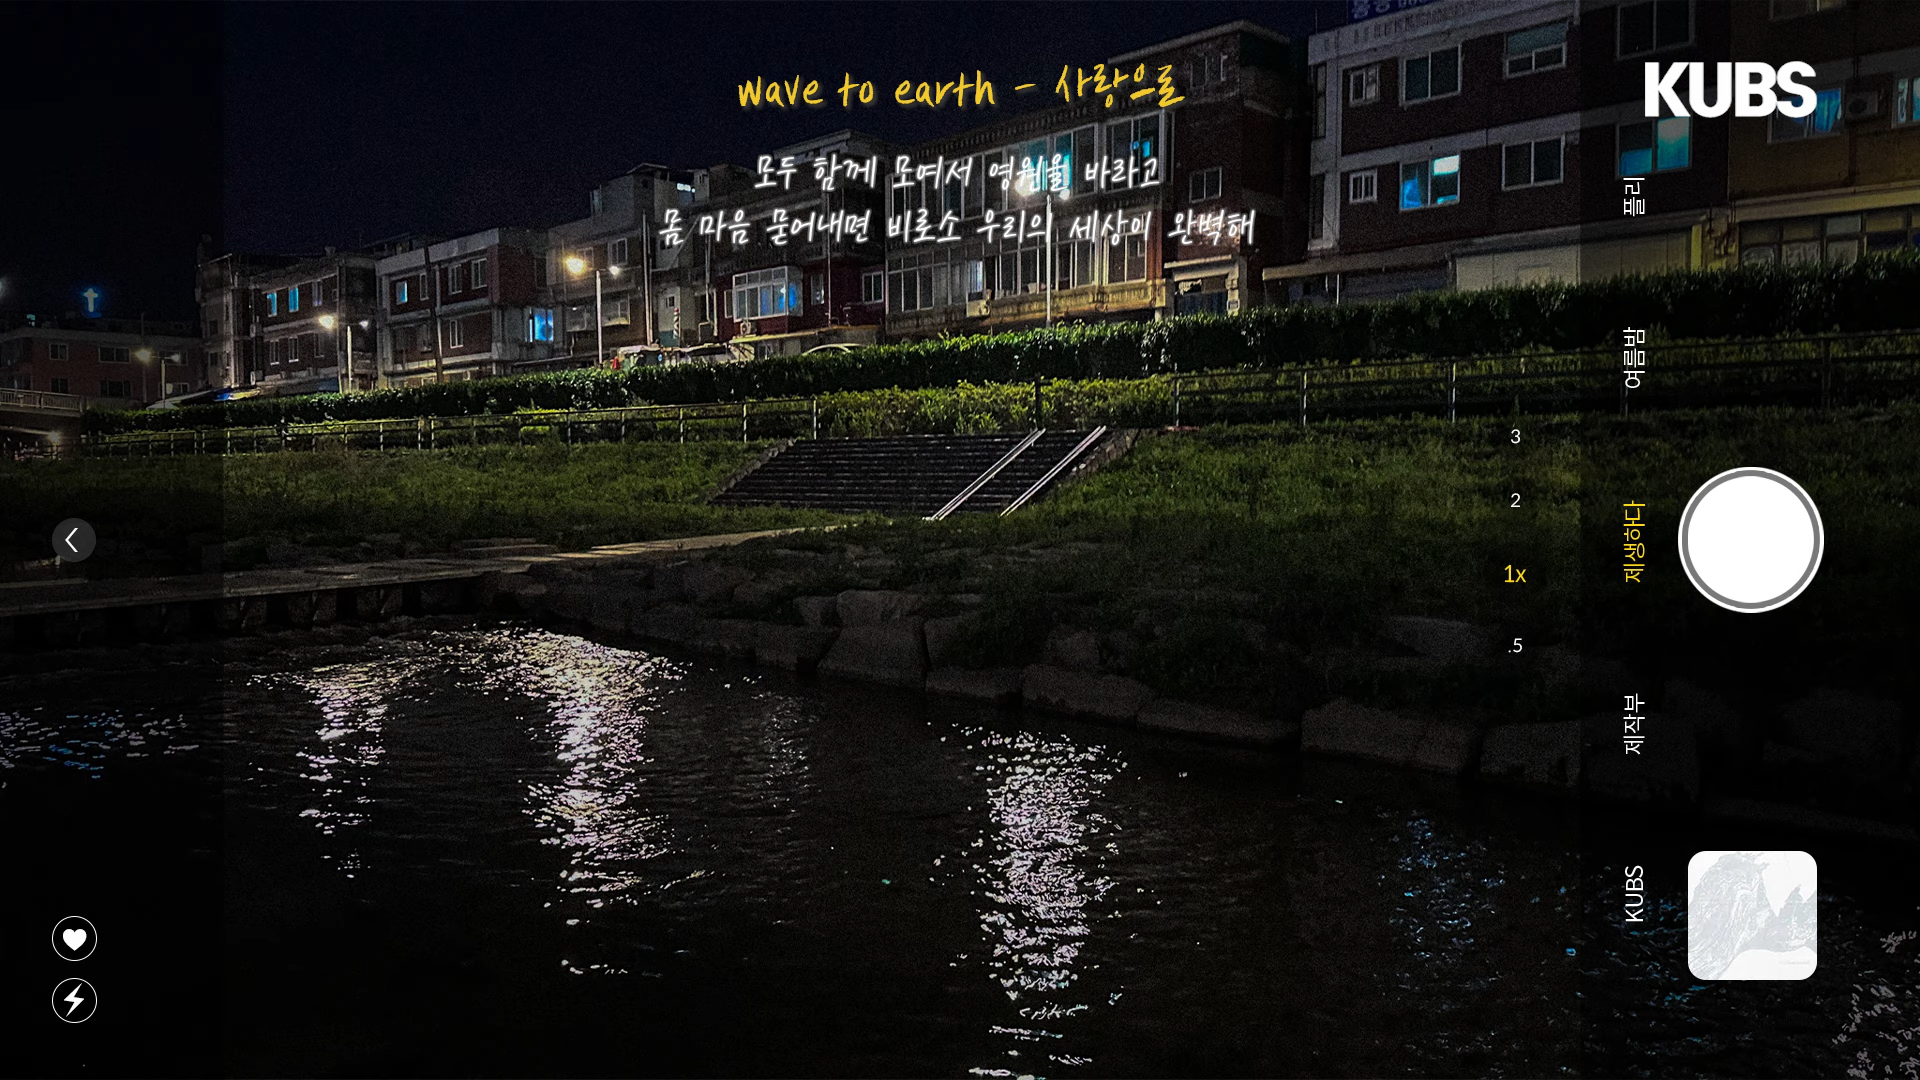 wave to earth - 사랑으로
KUBS
모두 함께 모여서 영원을 바라고
몸 마음 묻어내면 비로소 우리의 세상이 완벽해
플리
여름밤
제생하다
제작부
KUBS
3
2
1x
.5